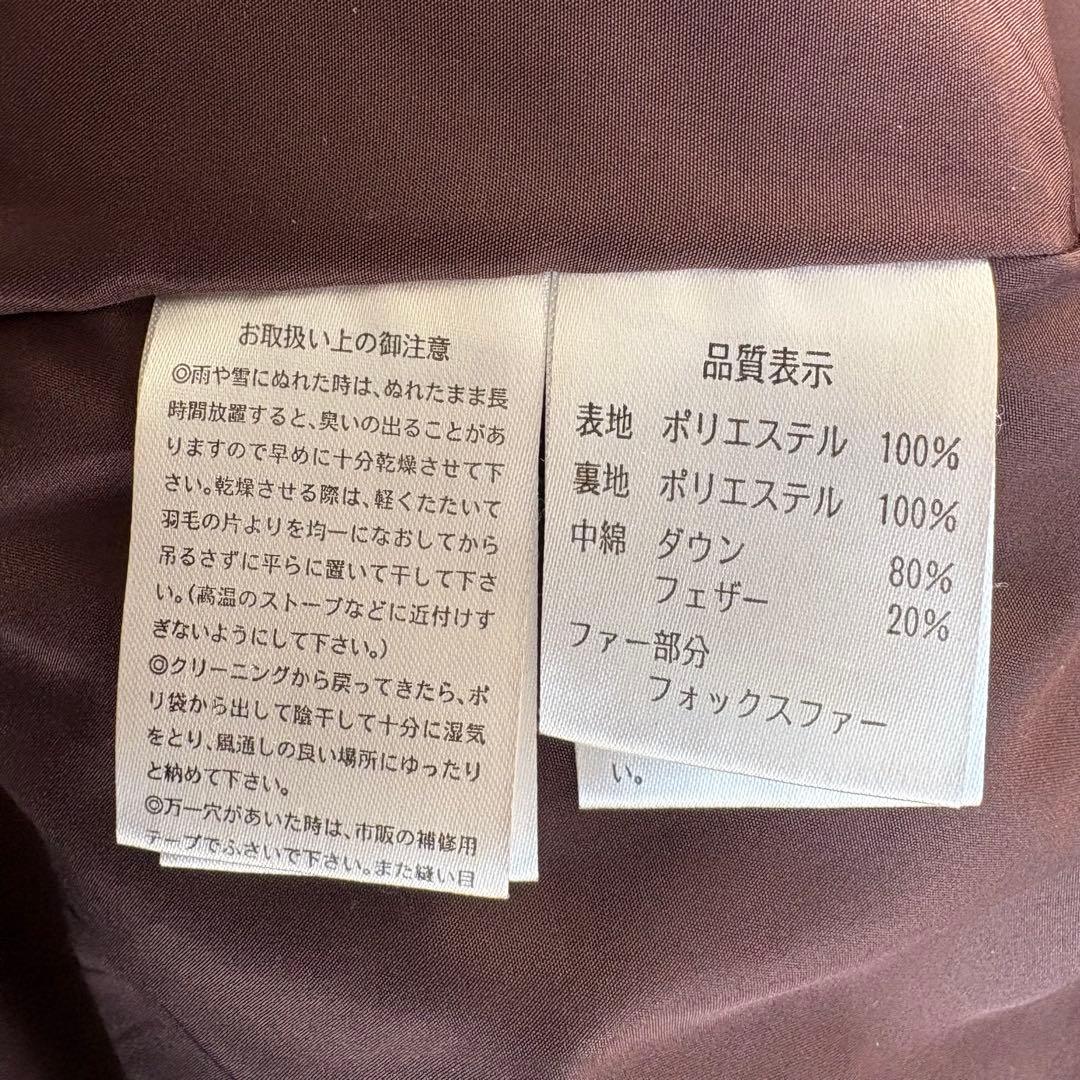 お取扱い上の御注意
◎雨や雪にぬれた時は、ぬれたまま長
時間放置すると、臭いの出ることがあ
りますので早めに十分乾燥させて下
さい。乾燥させる際は、軽くたたいて
羽毛の片よりを均一になおしてから
吊るさずに平らに置いて干して下さ
い。(高温のストーブなどに近付けす
ぎないようにして下さい。)
◎クリーニングから戻ってきたら、ポ
リ袋から出して陰干して十分に湿気
をとり、風通しの良い場所にゆったり
と納めて下さい。
◎万一穴があいた時は、市販の補修用
テープでふさいで下さい。また縫い目
品質表示
表地 ポリエステル 100%
裏地 ポリエステル 100%
中綿 ダウン 80%
フェザー 20%
ファー部分
フォックスファー
い。